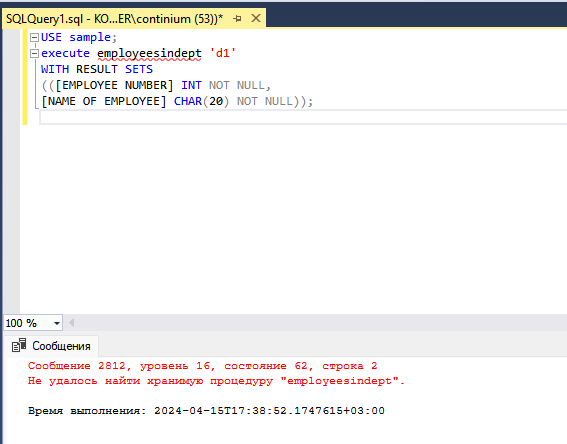 SQLQuery1.sql - KO...ER\continium (53))*
USE sample;
execute employeesindept 'd1'
WITH RESULT SETS
(([EMPLOYEE NUMBER] INT NOT NULL,
[NAME OF EMPLOYEE] CHAR(20) NOT NULL));
100 %
Сообщения
Сообщение 2812, уровень 16, состояние 62, строка 2
Не удалось найти хранимую процедуру "employeesindept".
Время выполнения: 2024-04-15T17:38:52.1747615+03:00